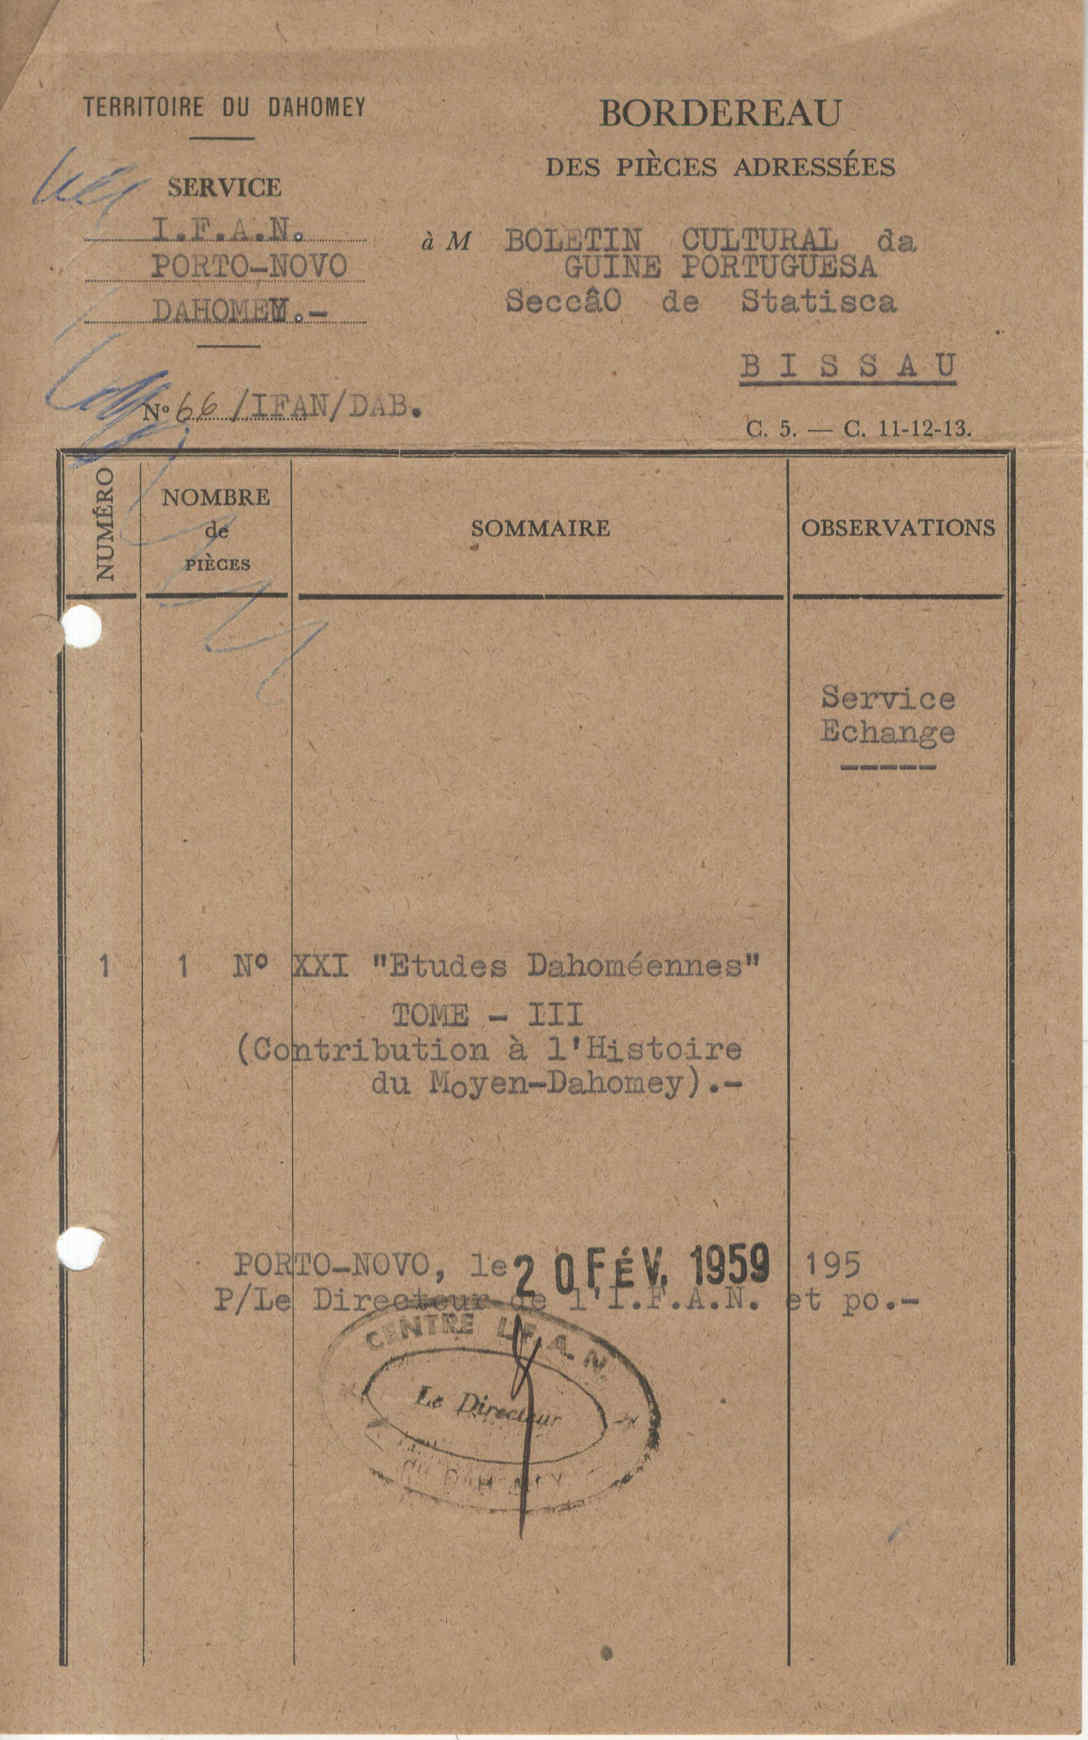 TERRITOIRE DU DAHOMEY
SERVICE
I.F.A.N.
PORTO-NOVO
DAHOMEY.-
N° 66 /IFAN/DAB.
BORDEREAU
DES PIÈCES ADRESSÉES
à M BOLETIN CULTURAL da
GUINE PORTUGUESA
SeccâO de Statisca
B I S S A U
C. 5. — C. 11-12-13.
NUMÉRO
NOMBRE
de
PIÈCES
SOMMAIRE
OBSERVATIONS
Service
Echange
-----
1 1 N° XXI "Etudes Dahoméennes"
TOME - III
(Contribution à l'Histoire
du Moyen-Dahomey).-
PORTO-NOVO, le 20 FÉV. 1959 195
P/Le Directeur de l'I.F.A.N. et po.-
CENTRE I.F.A.N.
Le Directeur
DU DAHOMEY